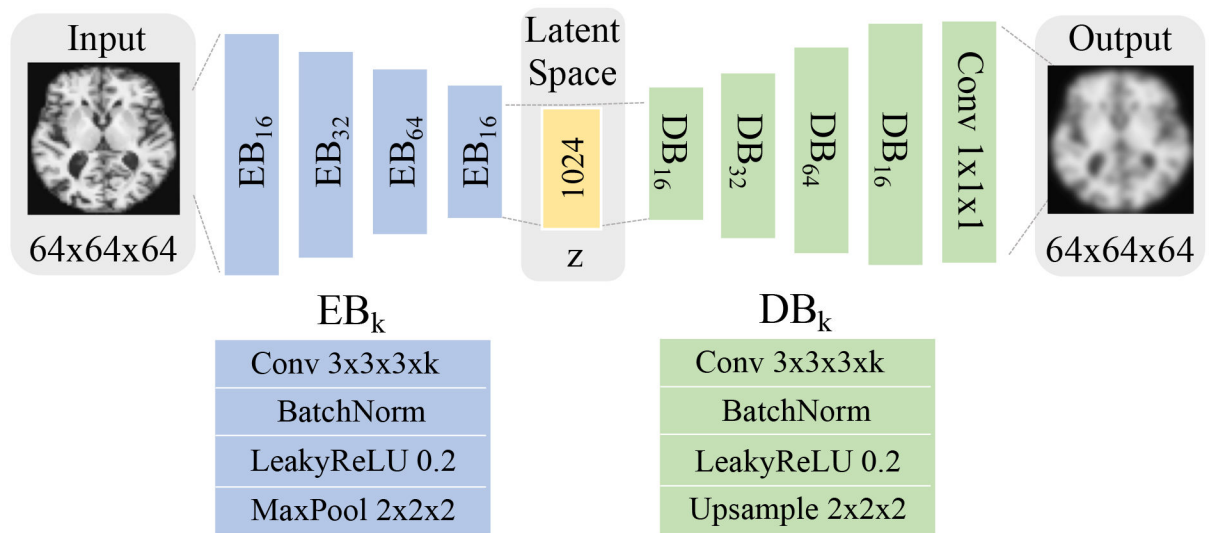 Input
64x64x64
EB16
EB32
EB64
EB16
Latent
Space
1024
z
DB16
DB32
DB64
DB16
Conv 1x1x1
Output
64x64x64
EBk
Conv 3x3x3xk
BatchNorm
LeakyReLU 0.2
MaxPool 2x2x2
DBk
Conv 3x3x3xk
BatchNorm
LeakyReLU 0.2
Upsample 2x2x2